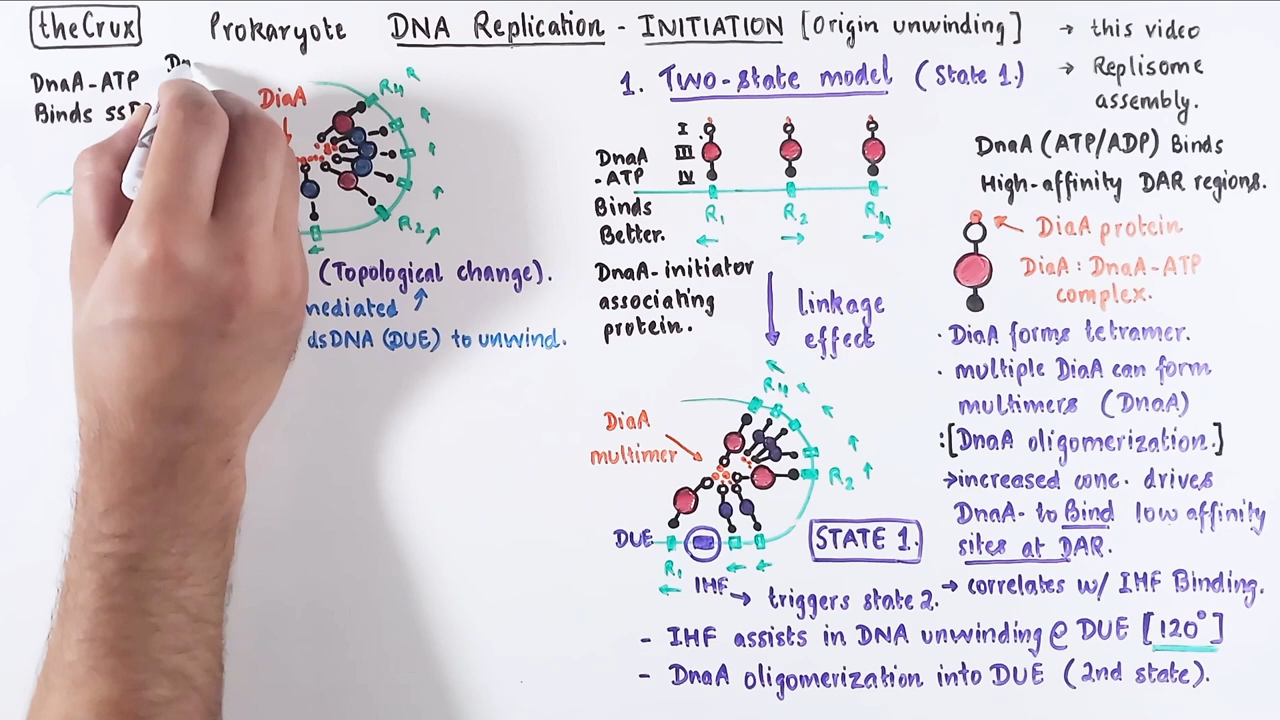 theCrux
Prokaryote DNA Replication - INITIATION [Origin unwinding]
→ this video
→ Replisome
assembly.
DnaA-ATP
Binds
DiaA
R4
R2
(Topological change).
dsDNA (DUE) to unwind.
1. Two-state model (State 1.)
I
III
IV
DnaA
-ATP
Binds
Better.
R1 R2 R4
DnaA-initiator
associating
protein.
linkage
effect
DiaA
multimer
R4
R2
DUE
R1
IHF → triggers state 2.
STATE 1.
DnaA (ATP/ADP) Binds
High-affinity DAR regions.
DiaA protein
DiaA : DnaA-ATP
complex.
· DiaA forms tetramer.
· multiple DiaA can form
multimers (DnaA)
:[DnaA oligomerization.]
→increased conc. drives
DnaA- to Bind low affinity
sites at DAR.
→ correlates w/ IHF Binding.
- IHF assists in DNA unwinding @ DUE [120°]
- DnaA oligomerization into DUE (2nd state).